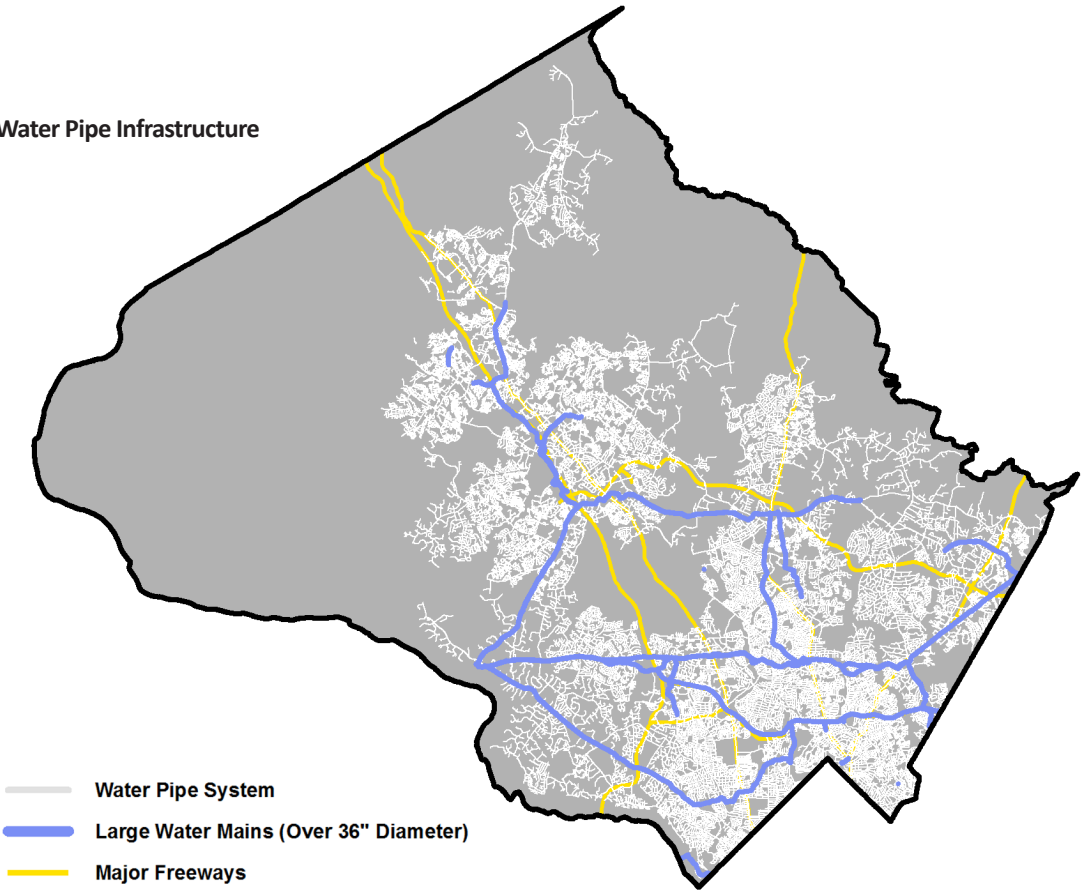 Water Pipe Infrastructure
Water Pipe System
Large Water Mains (Over 36" Diameter)
Major Freeways